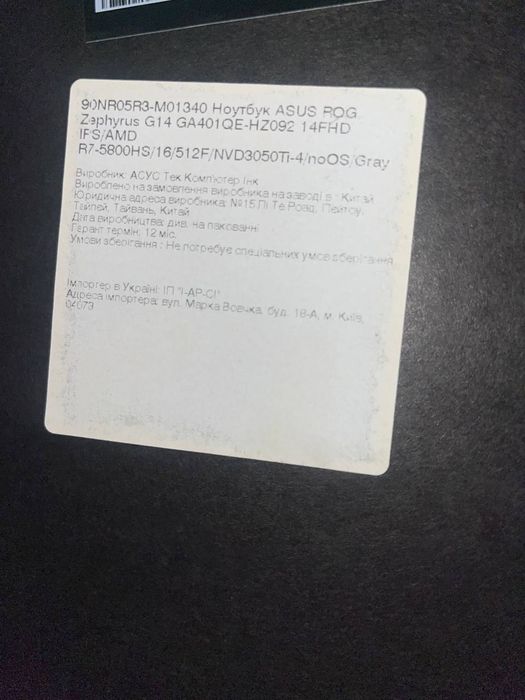 90NR05R3-M01340 Ноутбук ASUS ROG
Zephyrus G14 GA401QE-HZ092 14FHD
IPS/AMD
R7-5800HS/16/512F/NVD3050Ti-4/noOS/Gray
Виробник: АСУС Тек Комп'ютер Інк
Вироблено на замовлення виробника на заводі в : Китай
Юридична адреса виробника: №15 Лі Те Роад, Пейтоу,
Тайпей, Тайвань, Китай
Дата виробництва: див. на пакованні
Гарант термін: 12 міс.
Умови зберігання : Не потребує спеціальних умов зберігання
Імпортер в Україні: ІП "І-АР-СІ"
Адреса імпортера: вул. Марка Вовчка, буд. 18-А, м. Київ,
04073